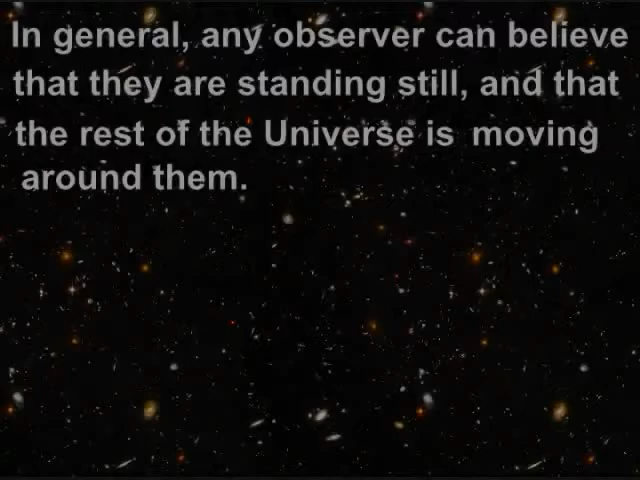 In general, any observer can believe
that they are standing still, and that
the rest of the Universe is moving
around them.